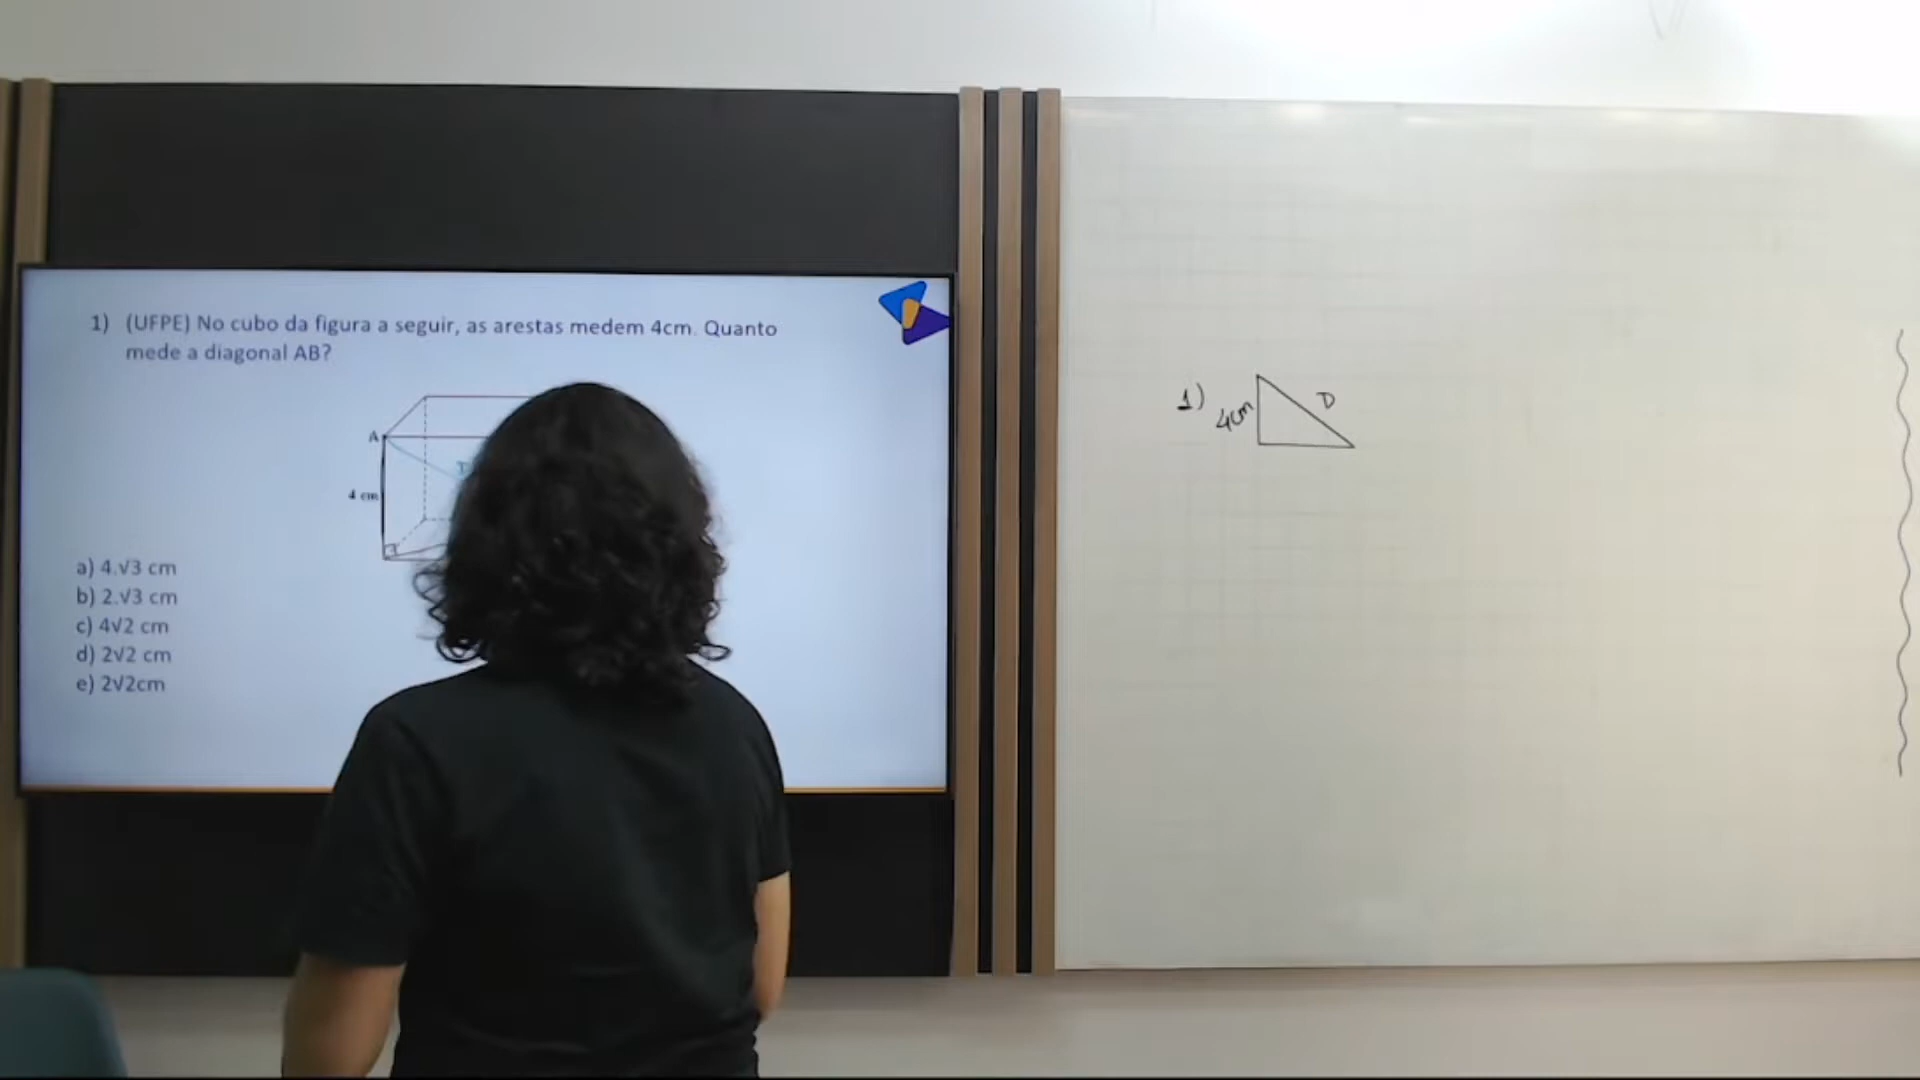 1) (UFPE) No cubo da figura a seguir, as arestas medem 4cm. Quanto
mede a diagonal AB?
A
4 cm
a) 4.√3 cm
b) 2.√3 cm
c) 4√2 cm
d) 2√2 cm
e) 2√2cm
1) 4cm D